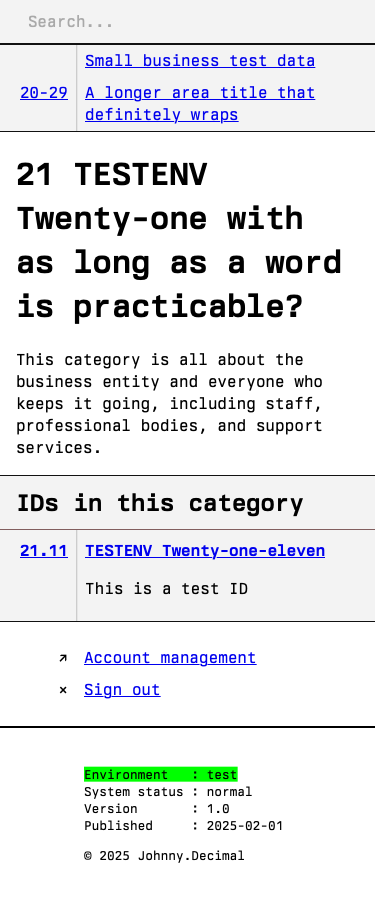 Search...
Small business test data
20-29 A longer area title that
definitely wraps
21 TESTENV
Twenty-one with
as long as a word
is practicable?
This category is all about the
business entity and everyone who
keeps it going, including staff,
professional bodies, and support
services.
IDs in this category
21.11 TESTENV Twenty-one-eleven
This is a test ID
↗ Account management
× Sign out
Environment : test
System status : normal
Version : 1.0
Published : 2025-02-01
© 2025 Johnny.Decimal